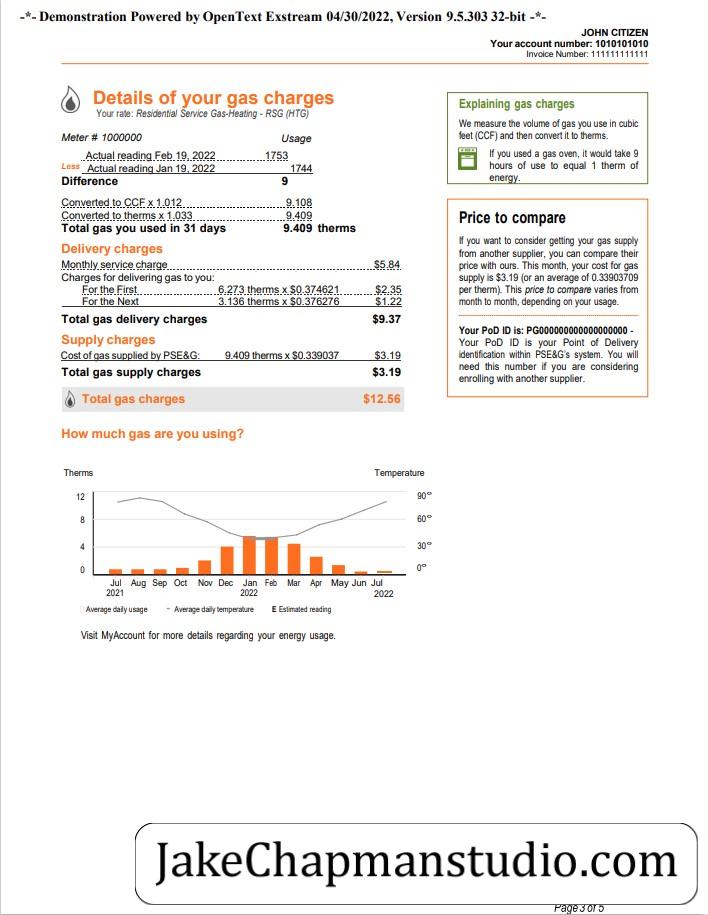 -*- Demonstration Powered by OpenText Exstream 04/30/2022, Version 9.5.303 32-bit -*-
JOHN CITIZEN
Your account number: 1010101010
Invoice Number: 111111111111
Details of your gas charges
Your rate: Residential Service Gas-Heating - RSG (HTG)
Meter # 1000000 Usage
Actual reading Feb 19, 2022 1753
Less Actual reading Jan 19, 2022 1744
Difference 9
Converted to CCF x 1.012 9.108
Converted to therms x 1.033 9.409
Total gas you used in 31 days 9.409 therms
Delivery charges
Monthly service charge $5.84
Charges for delivering gas to you:
For the First 6.273 therms x $0.374621 $2.35
For the Next 3.136 therms x $0.376276 $1.22
Total gas delivery charges $9.37
Supply charges
Cost of gas supplied by PSE&G: 9.409 therms x $0.339037 $3.19
Total gas supply charges $3.19
Total gas charges $12.56
Explaining gas charges
We measure the volume of gas you use in cubic
feet (CCF) and then convert it to therms.
If you used a gas oven, it would take 9
hours of use to equal 1 therm of
energy.
Price to compare
If you want to consider getting your gas supply
from another supplier, you can compare their
price with ours. This month, your cost for gas
supply is $3.19 (or an average of 0.33903709
per therm). This price to compare varies from
month to month, depending on your usage.
Your PoD ID is: PG000000000000000000 -
Your PoD ID is your Point of Delivery
identification within PSE&G's system. You will
need this number if you are considering
enrolling with another supplier.
How much gas are you using?
Therms Temperature
12 90°
8 60°
4 30°
0 0°
Jul Aug Sep Oct Nov Dec Jan Feb Mar Apr May Jun Jul
2021 2022 2022
Average daily usage - Average daily temperature E Estimated reading
Visit MyAccount for more details regarding your energy usage.
JakeChapmanstudio.com
Page 3 of 5